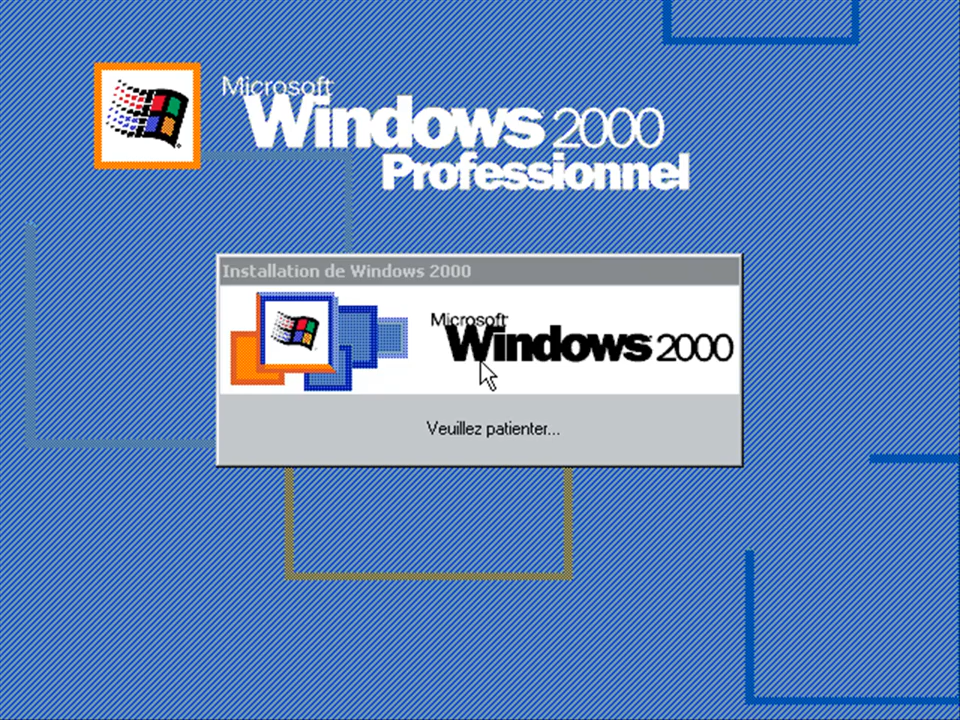 Microsoft
Windows 2000
Professionnel
Installation de Windows 2000
Microsoft
Windows 2000
Veuillez patienter...